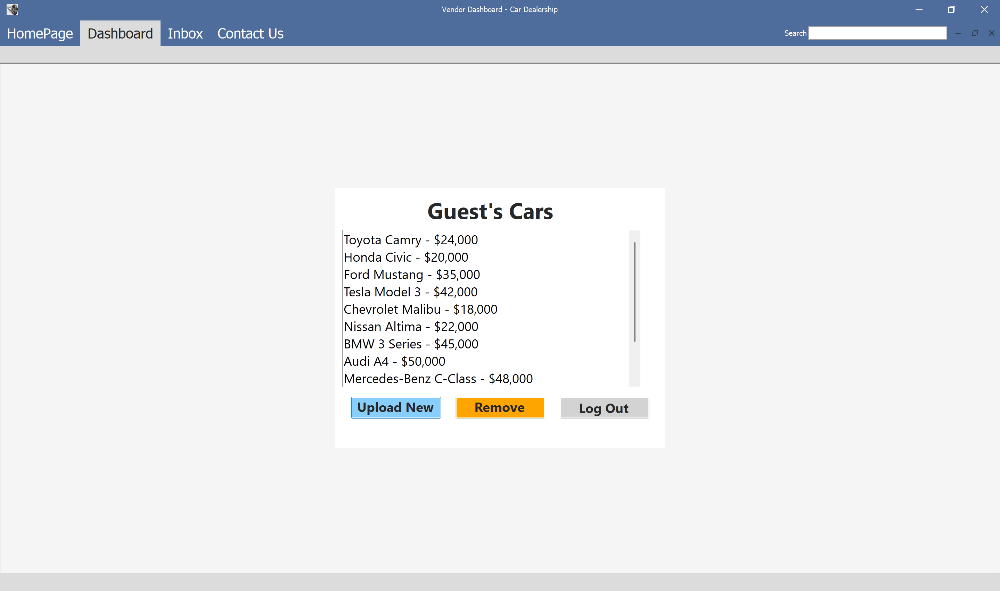 Vendor Dashboard - Car Dealership
HomePage Dashboard Inbox Contact Us Search
Guest's Cars
Toyota Camry - $24,000
Honda Civic - $20,000
Ford Mustang - $35,000
Tesla Model 3 - $42,000
Chevrolet Malibu - $18,000
Nissan Altima - $22,000
BMW 3 Series - $45,000
Audi A4 - $50,000
Mercedes-Benz C-Class - $48,000
Upload New Remove Log Out